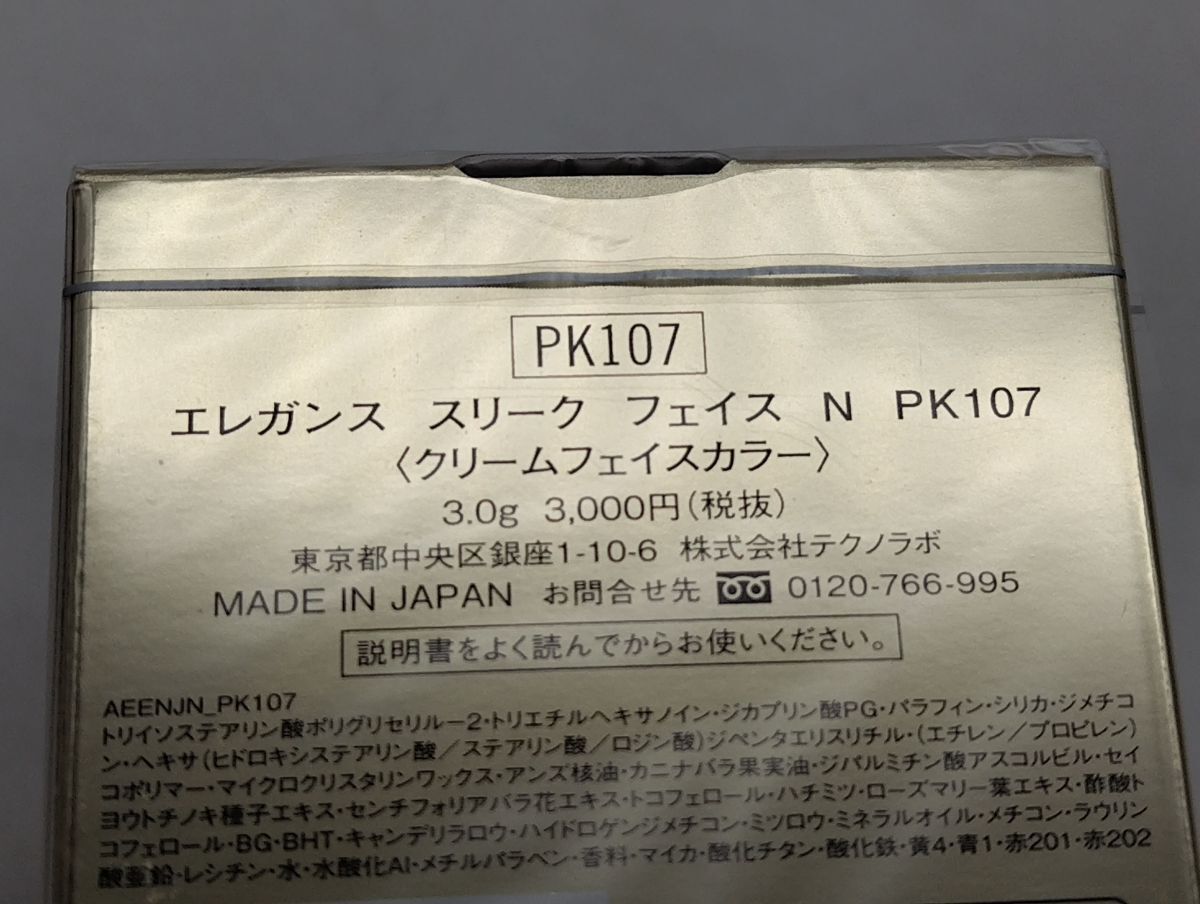 PK107
エレガンス スリーク フェイス N PK107
〈クリームフェイスカラー〉
3.0g 3,000円(税抜)
東京都中央区銀座1-10-6 株式会社テクノラボ
MADE IN JAPAN お問合せ先 0120-766-995
説明書をよく読んでからお使いください。
AEENJN_PK107
トリイソステアリン酸ポリグリセリル-2・トリエチルヘキサノイン・ジカプリン酸PG・パラフィン・シリカ・ジメチコ
ン・ヘキサ(ヒドロキシステアリン酸/ステアリン酸/ロジン酸)ジペンタエリスリチル・(エチレン/プロピレン)
コポリマー・マイクロクリスタリンワックス・アンズ核油・カニナバラ果実油・ジパルミチン酸アスコルビル・セイ
ヨウトチノキ種子エキス・センチフォリアバラ花エキス・トコフェロール・ハチミツ・ローズマリー葉エキス・酢酸ト
コフェロール・BG・BHT・キャンデリラロウ・ハイドロゲンジメチコン・ミツロウ・ミネラルオイル・メチコン・ラウリン
酸亜鉛・レシチン・水・水酸化Al・メチルパラベン・香料・マイカ・酸化チタン・酸化鉄・黄4・青1・赤201・赤202